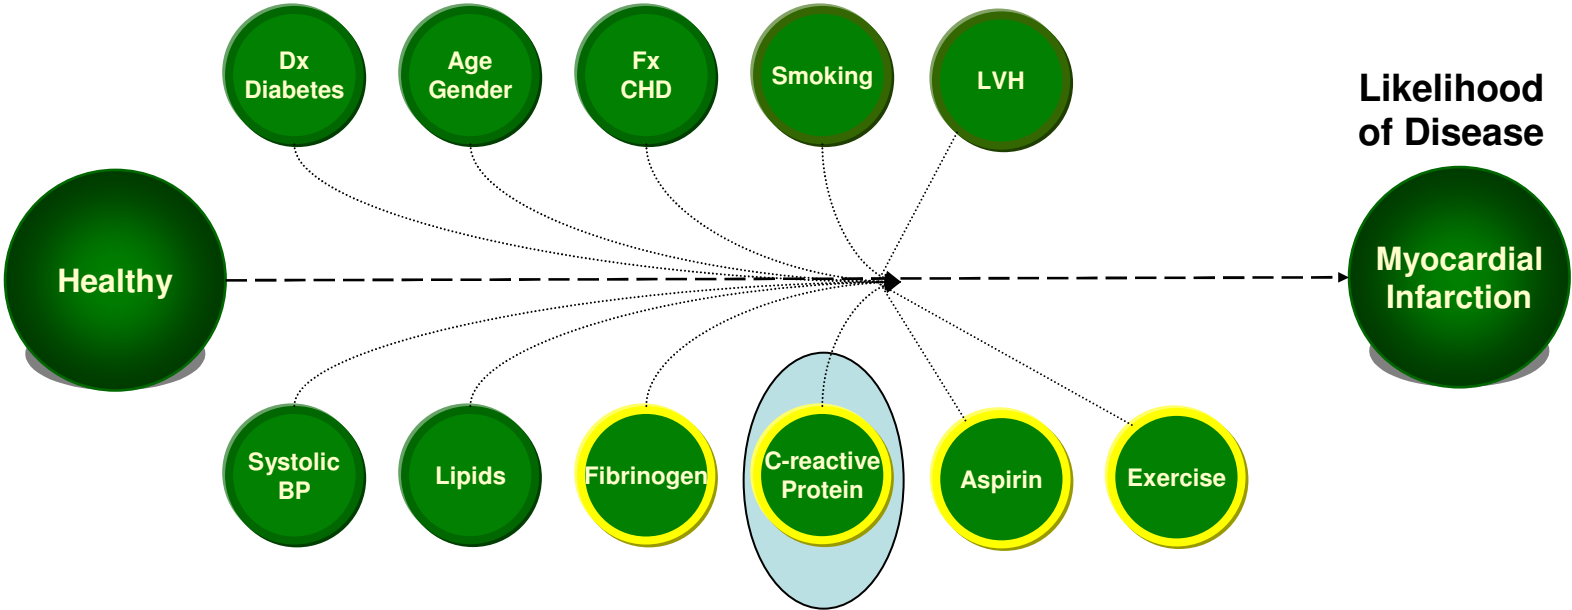 Dx
Diabetes
Age
Gender
Fx
CHD
Smoking
LVH
Likelihood
of Disease
Healthy
Myocardial
Infarction
Systolic
BP
Lipids
Fibrinogen
C-reactive
Protein
Aspirin
Exercise